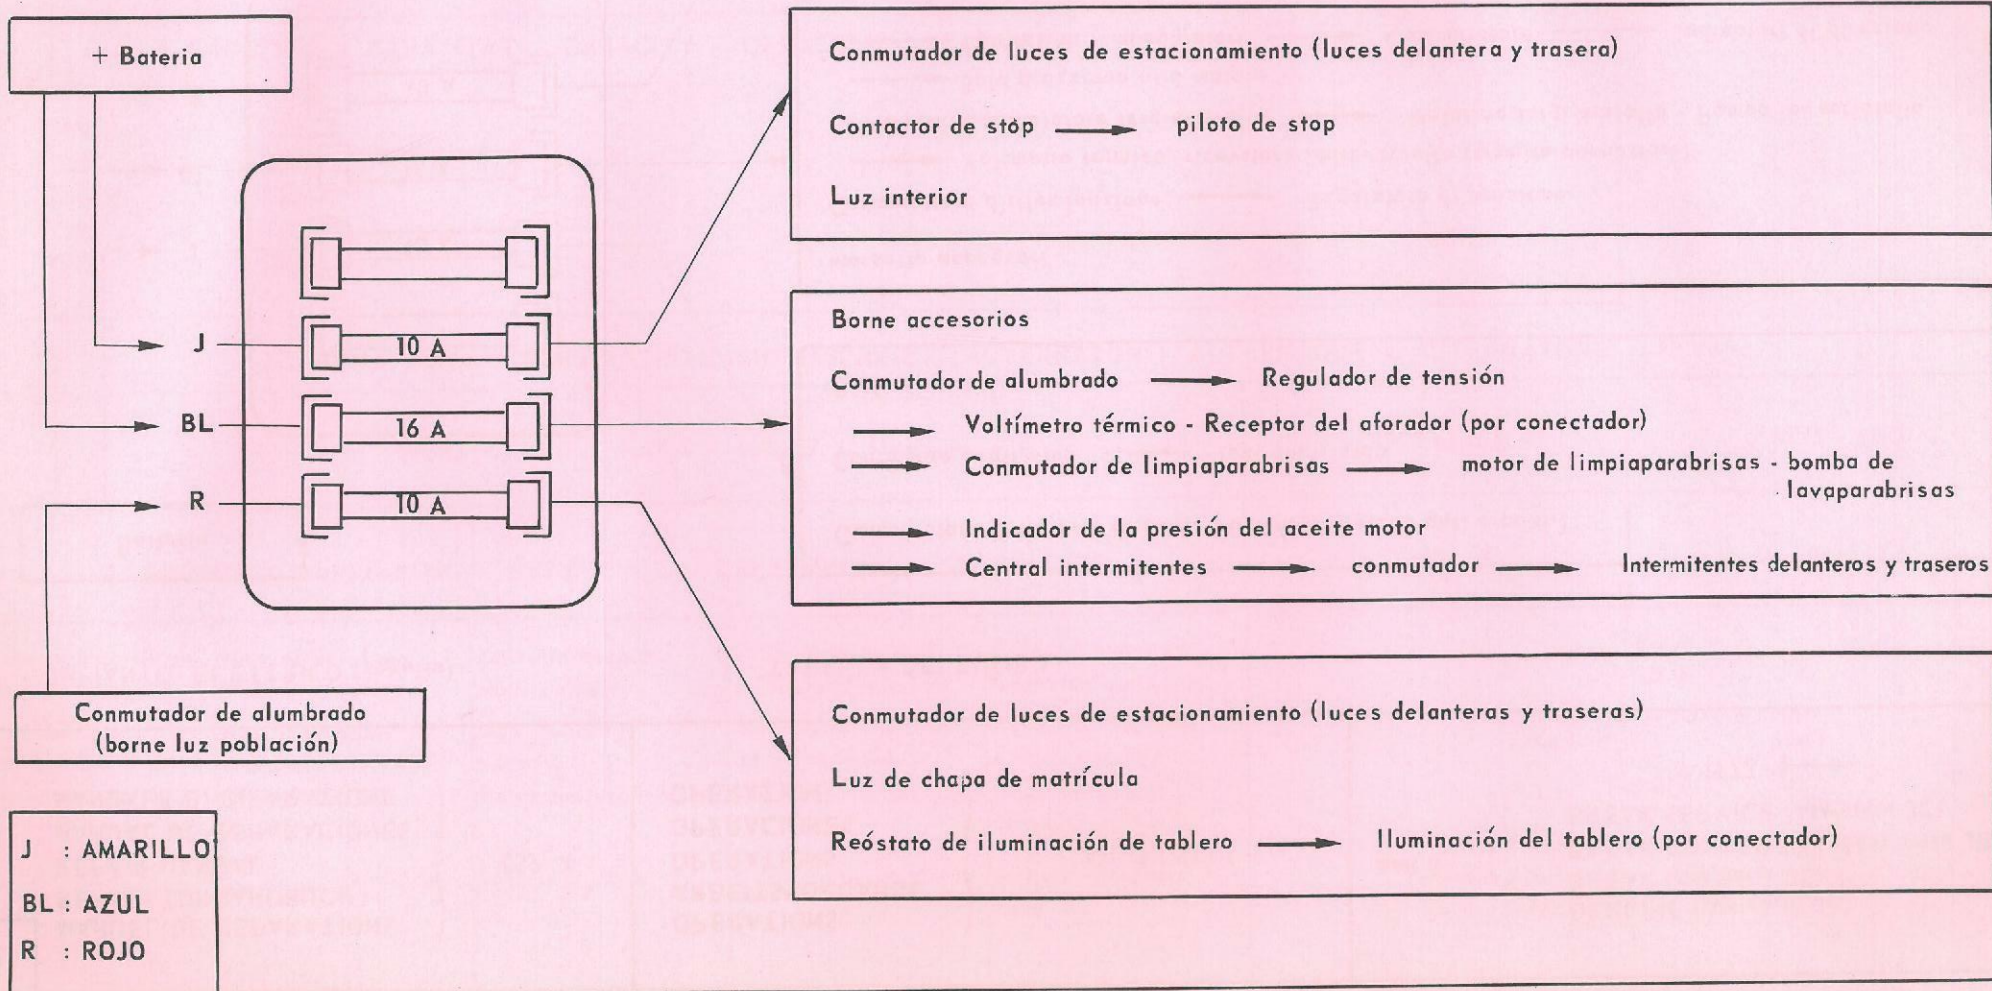 + Bateria
J
10 A
BL
16 A
R
10 A
Conmutador de alumbrado
(borne luz población)
J : AMARILLO
BL : AZUL
R : ROJO
Conmutador de luces de estacionamiento (luces delantera y trasera)
Contactor de stop piloto de stop
Luz interior
Borne accesorios
Conmutador de alumbrado Regulador de tensión
Voltímetro térmico - Receptor del aforador (por conectador)
Conmutador de limpiaparabrisas motor de limpiaparabrisas - bomba de
lavaparabrisas
Indicador de la presión del aceite motor
Central intermitentes conmutador Intermitentes delanteros y traseros
Conmutador de luces de estacionamiento (luces delanteras y traseras)
Luz de chapa de matrícula
Reóstato de iluminación de tablero Iluminación del tablero (por conectador)